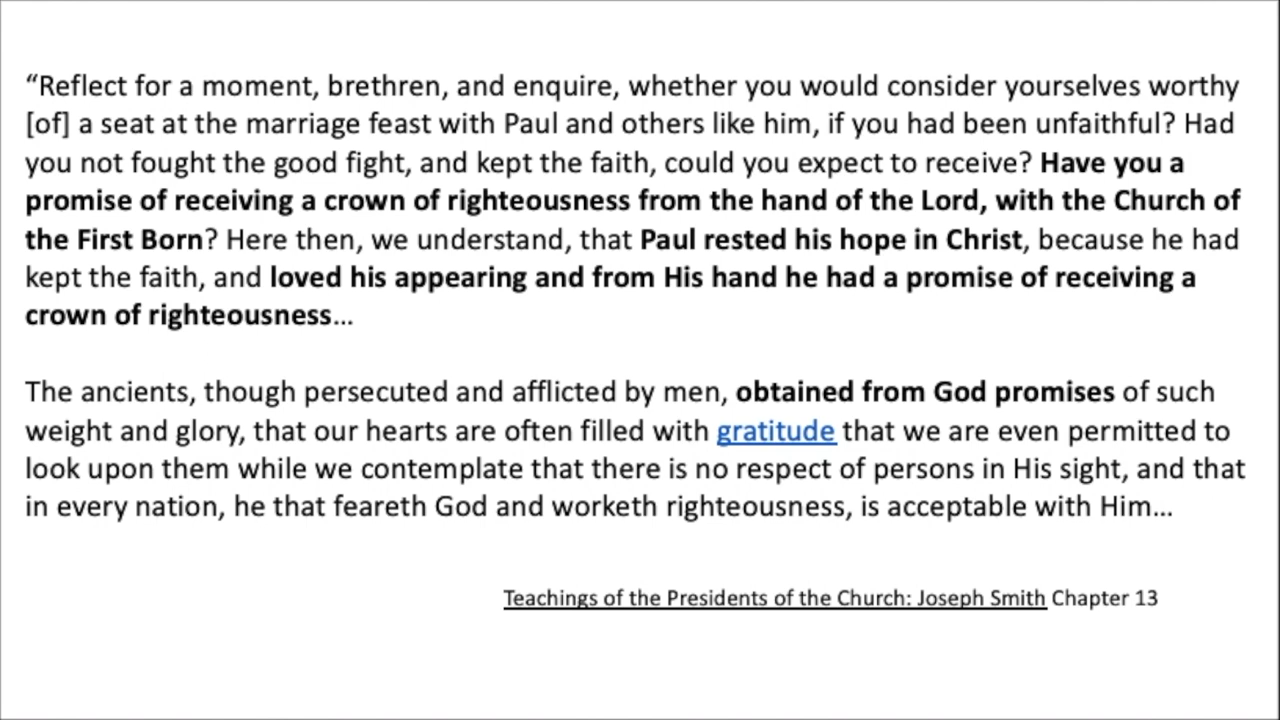 “Reflect for a moment, brethren, and enquire, whether you would consider yourselves worthy
[of] a seat at the marriage feast with Paul and others like him, if you had been unfaithful? Had
you not fought the good fight, and kept the faith, could you expect to receive? Have you a
promise of receiving a crown of righteousness from the hand of the Lord, with the Church of
the First Born? Here then, we understand, that Paul rested his hope in Christ, because he had
kept the faith, and loved his appearing and from His hand he had a promise of receiving a
crown of righteousness…
The ancients, though persecuted and afflicted by men, obtained from God promises of such
weight and glory, that our hearts are often filled with gratitude that we are even permitted to
look upon them while we contemplate that there is no respect of persons in His sight, and that
in every nation, he that feareth God and worketh righteousness, is acceptable with Him…
Teachings of the Presidents of the Church: Joseph Smith Chapter 13